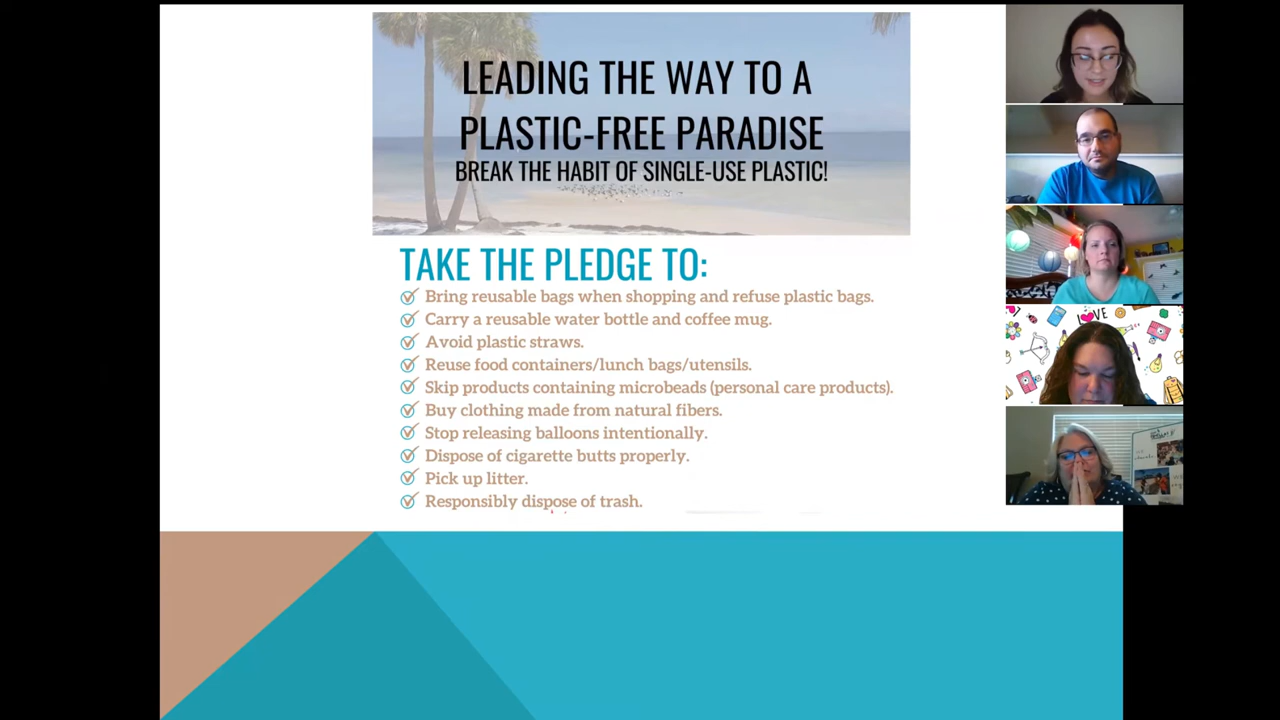 LEADING THE WAY TO A
PLASTIC-FREE PARADISE
BREAK THE HABIT OF SINGLE-USE PLASTIC!
TAKE THE PLEDGE TO:
Bring reusable bags when shopping and refuse plastic bags.
Carry a reusable water bottle and coffee mug.
Avoid plastic straws.
Reuse food containers/lunch bags/utensils.
Skip products containing microbeads (personal care products).
Buy clothing made from natural fibers.
Stop releasing balloons intentionally.
Dispose of cigarette butts properly.
Pick up litter.
Responsibly dispose of trash.